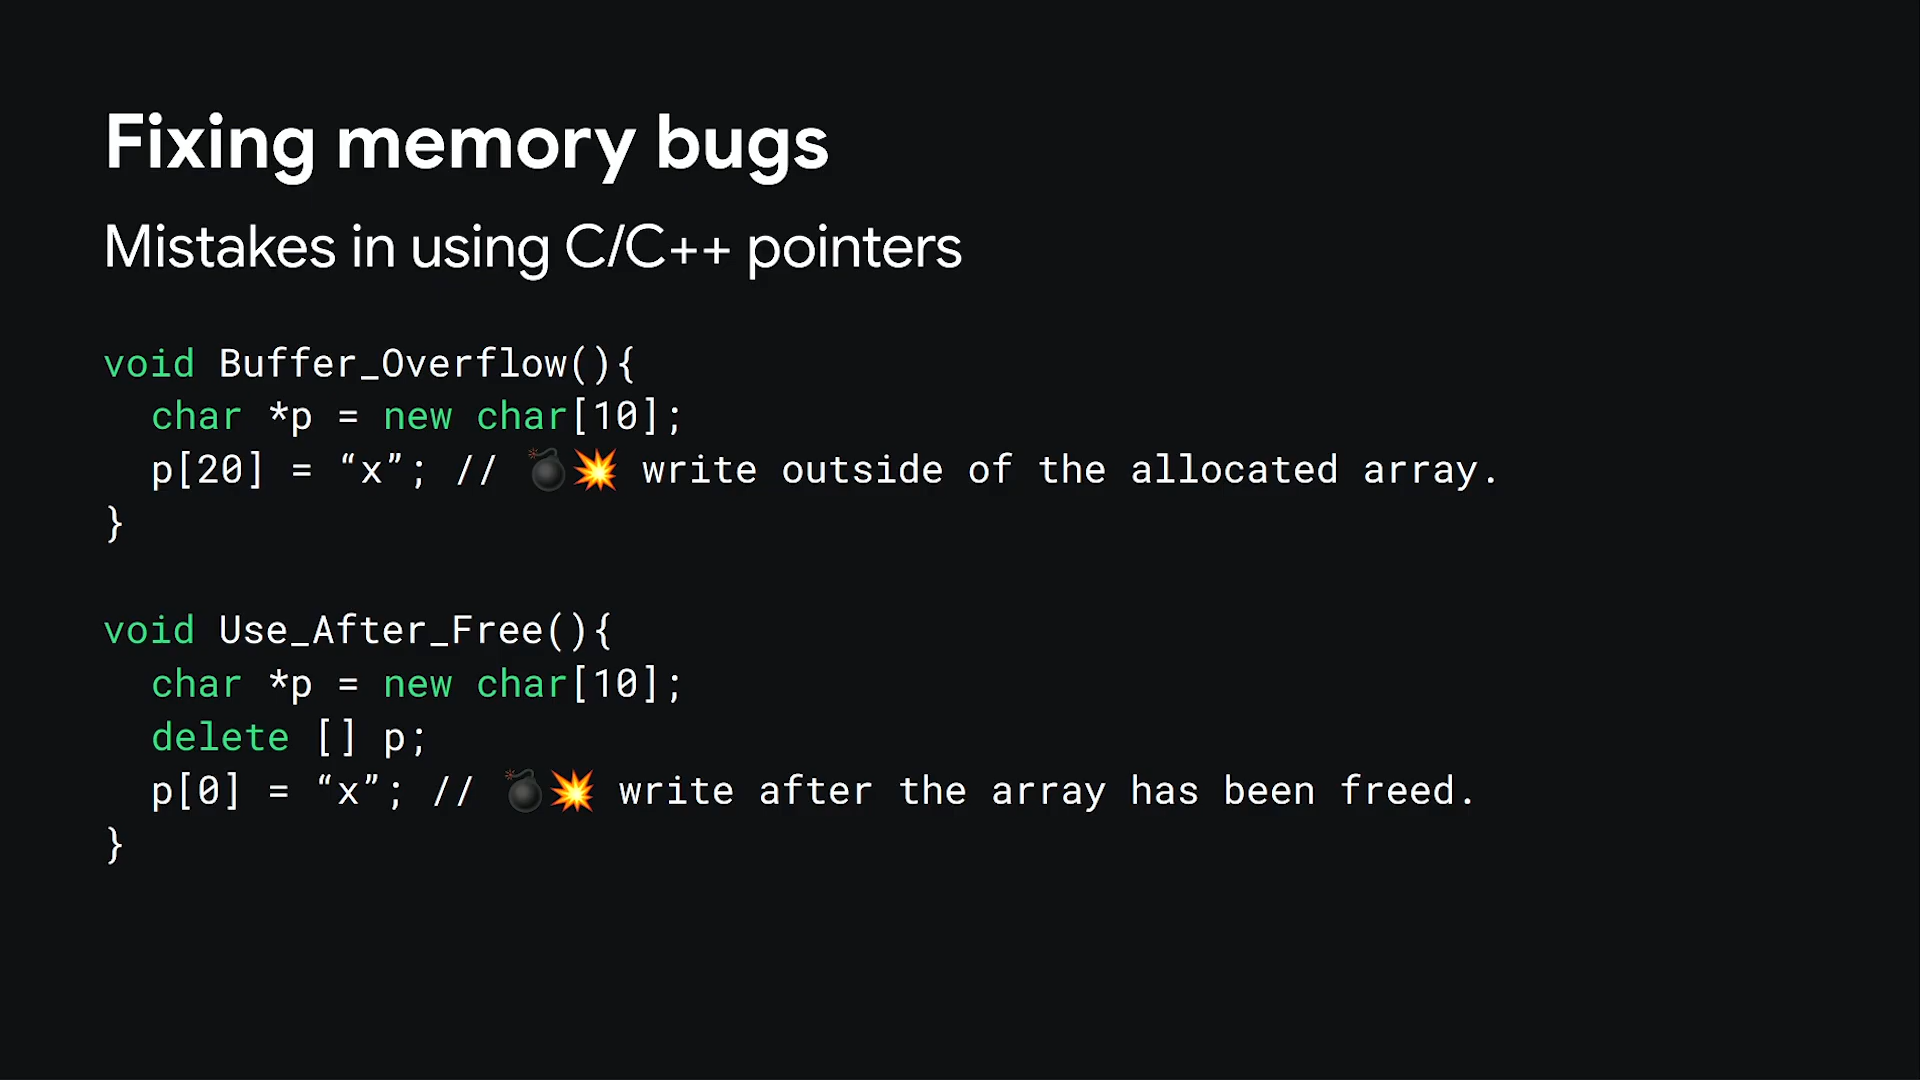 Fixing memory bugs
Mistakes in using C/C++ pointers
void Buffer_Overflow(){
  char *p = new char[10];
  p[20] = “x”; // 💣💥 write outside of the allocated array.
}
void Use_After_Free(){
  char *p = new char[10];
  delete [] p;
  p[0] = “x”; // 💣💥 write after the array has been freed.
}